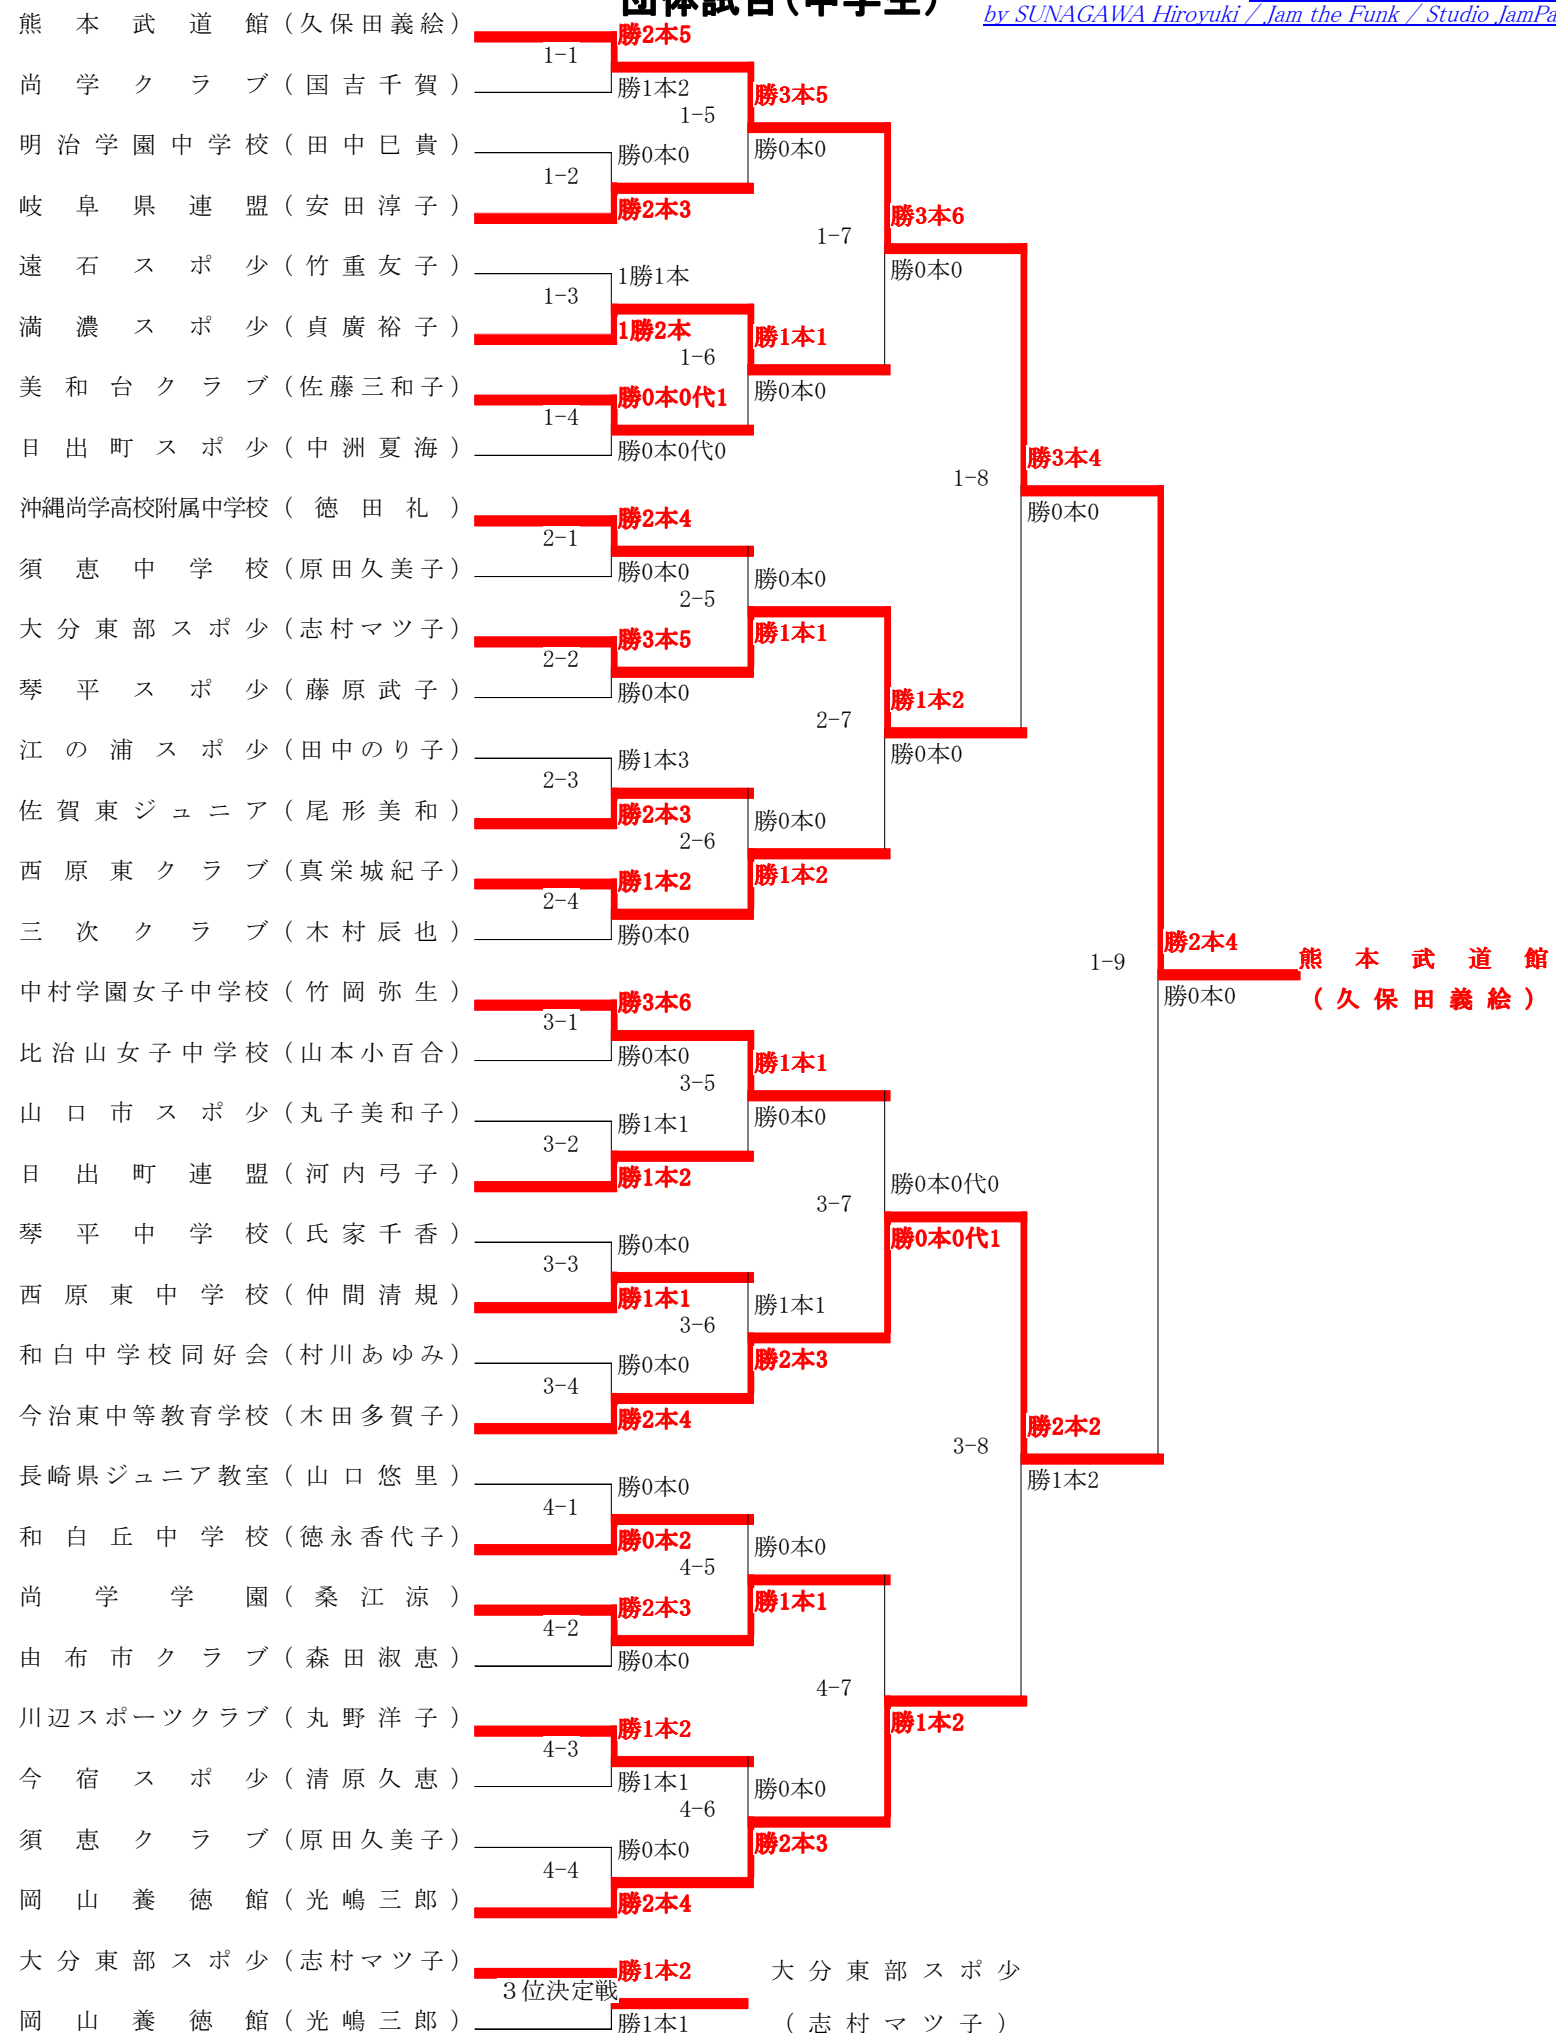 団体試合(中学生)
by SUNAGAWA Hiroyuki / Jam the Funk / Studio JamPa
熊本武道館(久保田義絵)
勝2本5
1-1
尚学クラブ(国吉千賀)
勝1本2
勝3本5
1-5
明治学園中学校(田中巳貴)
勝0本0
勝0本0
1-2
岐阜県連盟(安田淳子)
勝2本3
勝3本6
1-7
遠石スポ少(竹重友子)
1勝1本
勝0本0
1-3
満濃スポ少(貞廣裕子)
1勝2本
勝1本1
1-6
美和台クラブ(佐藤三和子)
勝0本0代1
勝0本0
1-4
日出町スポ少(中洲夏海)
勝0本0代0
勝3本4
1-8
沖縄尚学高校附属中学校(徳田礼)
勝2本4
勝0本0
2-1
須恵中学校(原田久美子)
勝0本0
勝0本0
2-5
大分東部スポ少(志村マツ子)
勝3本5
勝1本1
2-2
琴平スポ少(藤原武子)
勝0本0
勝1本2
2-7
江の浦スポ少(田中のり子)
勝1本3
勝0本0
2-3
佐賀東ジュニア(尾形美和)
勝2本3
勝0本0
2-6
西原東クラブ(真栄城紀子)
勝1本2
勝1本2
2-4
三次クラブ(木村辰也)
勝0本0
勝2本4
1-9
熊本武道館
(久保田義絵)
勝0本0
中村学園女子中学校(竹岡弥生)
勝3本6
3-1
比治山女子中学校(山本小百合)
勝0本0
勝1本1
3-5
山口市スポ少(丸子美和子)
勝1本1
勝0本0
3-2
日出町連盟(河内弓子)
勝1本2
勝0本0代0
3-7
琴平中学校(氏家千香)
勝0本0
勝0本0代1
3-3
西原東中学校(仲間清規)
勝1本1
勝1本1
3-6
和白中学校同好会(村川あゆみ)
勝0本0
勝2本3
3-4
今治東中等教育学校(木田多賀子)
勝2本4
勝2本2
3-8
長崎県ジュニア教室(山口悠里)
勝0本0
勝1本2
4-1
和白丘中学校(徳永香代子)
勝0本2
勝0本0
4-5
尚学学園(桑江涼)
勝2本3
勝1本1
4-2
由布市クラブ(森田淑恵)
勝0本0
4-7
川辺スポーツクラブ(丸野洋子)
勝1本2
勝1本2
4-3
今宿スポ少(清原久恵)
勝1本1
勝0本0
4-6
須恵クラブ(原田久美子)
勝0本0
勝2本3
4-4
岡山養徳館(光嶋三郎)
勝2本4
大分東部スポ少(志村マツ子)
勝1本2
大分東部スポ少
3位決定戦
岡山養徳館(光嶋三郎)
勝1本1
(志村マツ子)